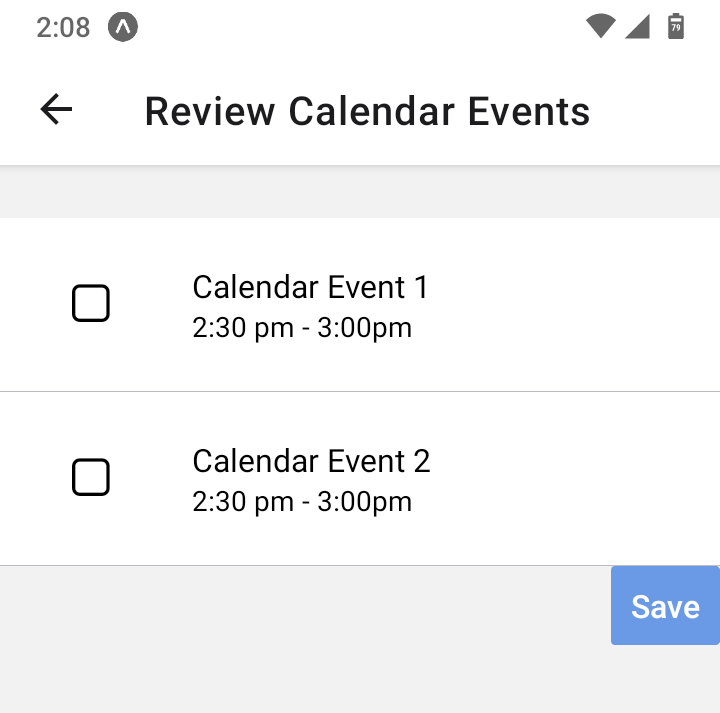 2:08
79
Review Calendar Events
Calendar Event 1
2:30 pm - 3:00pm
Calendar Event 2
2:30 pm - 3:00pm
Save